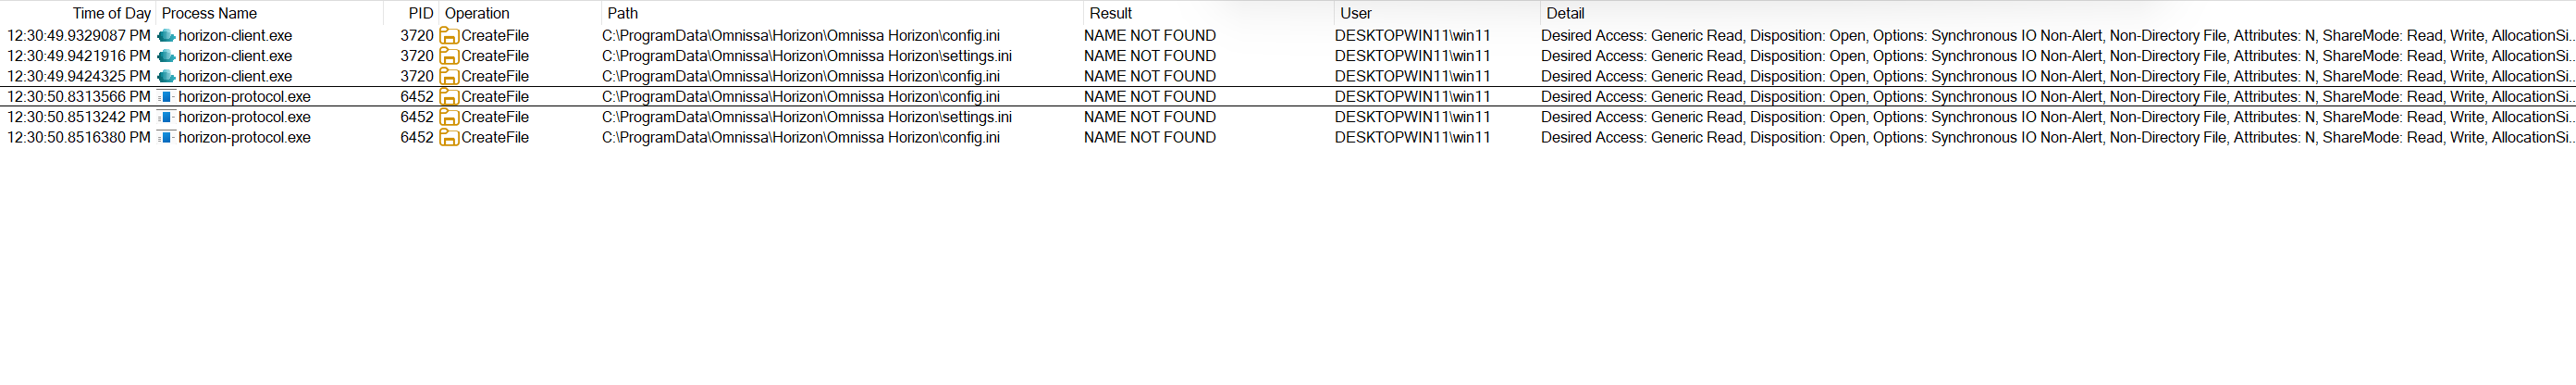 Time of Day Process Name PID Operation Path Result User Detail
12:30:49.9329087 PM horizon-client.exe 3720 CreateFile C:\ProgramData\Omnissa\Horizon\Omnissa Horizon\config.ini NAME NOT FOUND DESKTOPWIN11\win11 Desired Access: Generic Read, Disposition: Open, Options: Synchronous IO Non-Alert, Non-Directory File, Attributes: N, ShareMode: Read, Write, AllocationSi...
12:30:49.9421916 PM horizon-client.exe 3720 CreateFile C:\ProgramData\Omnissa\Horizon\Omnissa Horizon\settings.ini NAME NOT FOUND DESKTOPWIN11\win11 Desired Access: Generic Read, Disposition: Open, Options: Synchronous IO Non-Alert, Non-Directory File, Attributes: N, ShareMode: Read, Write, AllocationSi...
12:30:49.9424325 PM horizon-client.exe 3720 CreateFile C:\ProgramData\Omnissa\Horizon\Omnissa Horizon\config.ini NAME NOT FOUND DESKTOPWIN11\win11 Desired Access: Generic Read, Disposition: Open, Options: Synchronous IO Non-Alert, Non-Directory File, Attributes: N, ShareMode: Read, Write, AllocationSi...
12:30:50.8313566 PM horizon-protocol.exe 6452 CreateFile C:\ProgramData\Omnissa\Horizon\Omnissa Horizon\config.ini NAME NOT FOUND DESKTOPWIN11\win11 Desired Access: Generic Read, Disposition: Open, Options: Synchronous IO Non-Alert, Non-Directory File, Attributes: N, ShareMode: Read, Write, AllocationSi...
12:30:50.8513242 PM horizon-protocol.exe 6452 CreateFile C:\ProgramData\Omnissa\Horizon\Omnissa Horizon\settings.ini NAME NOT FOUND DESKTOPWIN11\win11 Desired Access: Generic Read, Disposition: Open, Options: Synchronous IO Non-Alert, Non-Directory File, Attributes: N, ShareMode: Read, Write, AllocationSi...
12:30:50.8516380 PM horizon-protocol.exe 6452 CreateFile C:\ProgramData\Omnissa\Horizon\Omnissa Horizon\config.ini NAME NOT FOUND DESKTOPWIN11\win11 Desired Access: Generic Read, Disposition: Open, Options: Synchronous IO Non-Alert, Non-Directory File, Attributes: N, ShareMode: Read, Write, AllocationSi...